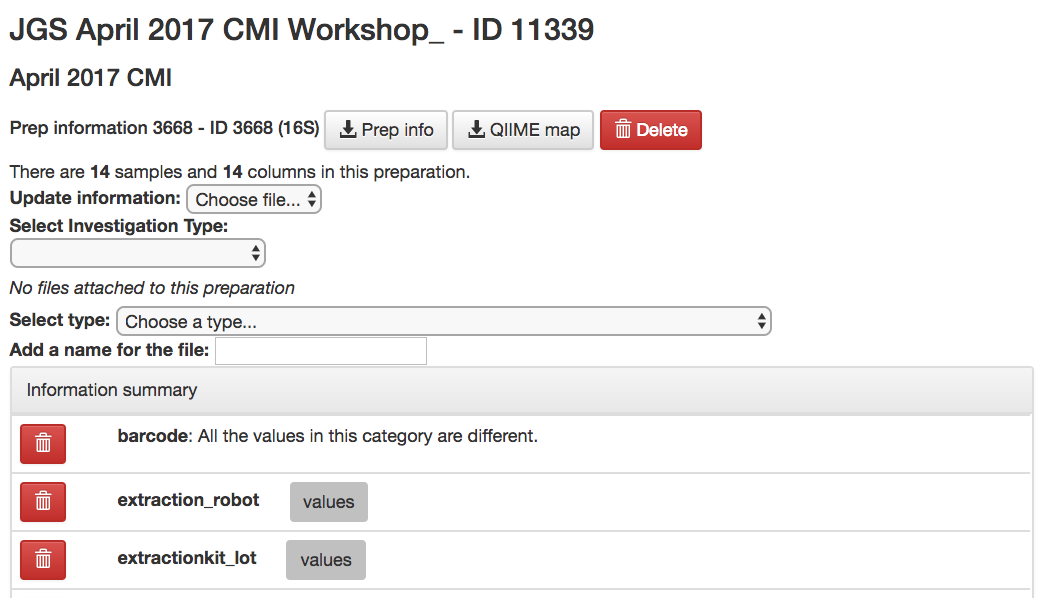 JGS April 2017 CMI Workshop_ - ID 11339
April 2017 CMI
Prep information 3668 - ID 3668 (16S) Prep info QIIME map Delete
There are 14 samples and 14 columns in this preparation.
Update information: Choose file...
Select Investigation Type:
No files attached to this preparation
Select type: Choose a type...
Add a name for the file:
Information summary
barcode: All the values in this category are different.
extraction_robot values
extractionkit_lot values